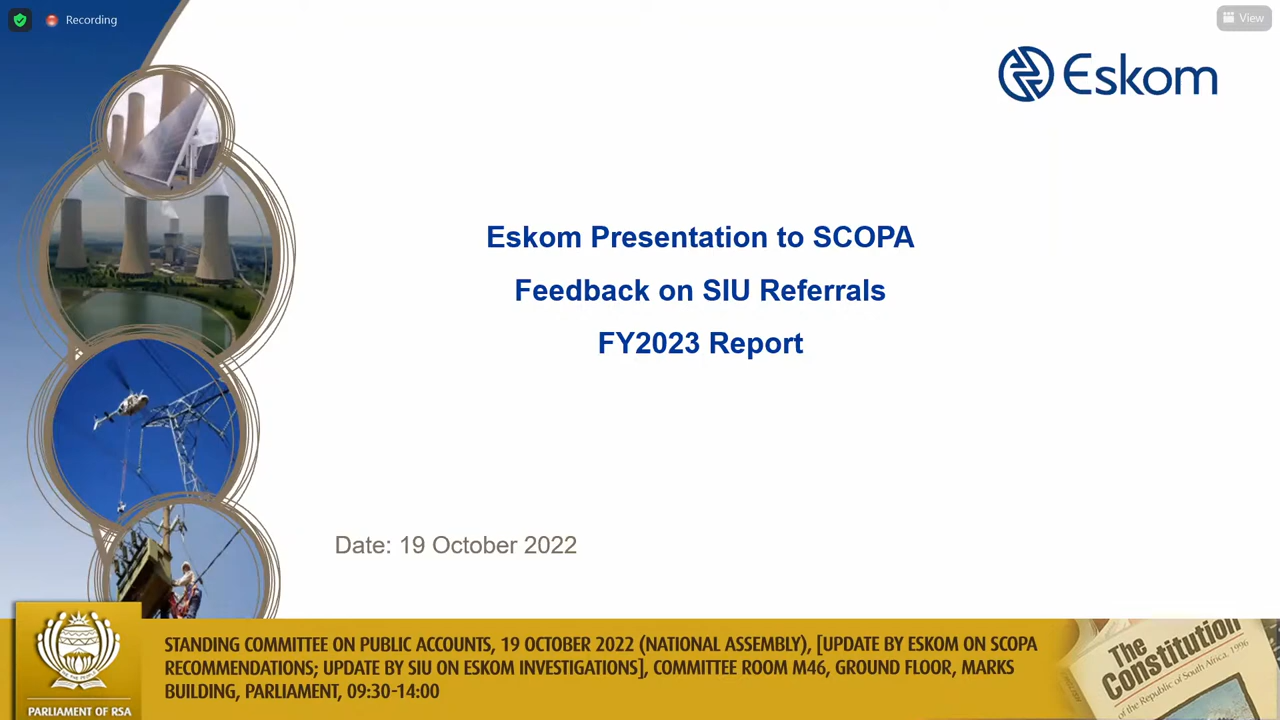 Recording
View
Eskom
Eskom Presentation to SCOPA
Feedback on SIU Referrals
FY2023 Report
Date: 19 October 2022
STANDING COMMITTEE ON PUBLIC ACCOUNTS, 19 OCTOBER 2022 (NATIONAL ASSEMBLY), [UPDATE BY ESKOM ON SCOPA
RECOMMENDATIONS; UPDATE BY SIU ON ESKOM INVESTIGATIONS], COMMITTEE ROOM M46, GROUND FLOOR, MARKS
BUILDING, PARLIAMENT, 09:30-14:00
PARLIAMENT OF RSA
The
Constitution
of the Republic of South Africa, 1996